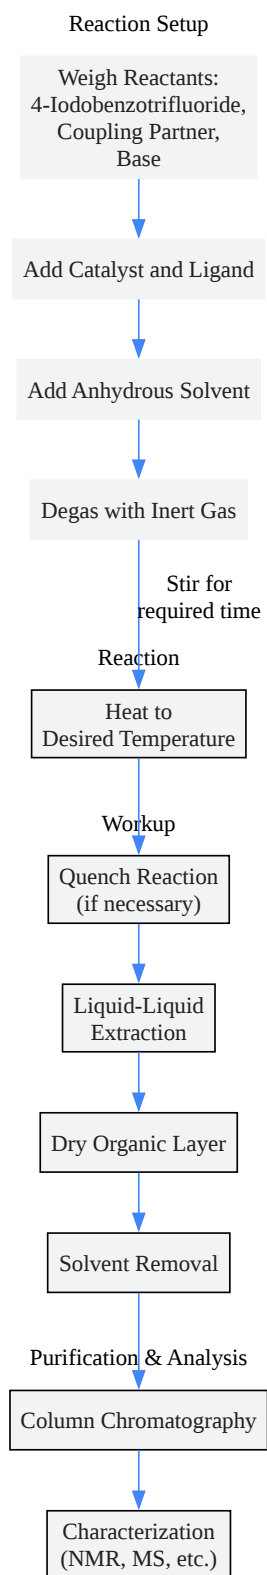 Reaction Setup
Weigh Reactants:
4-Iodobenzotrifluoride,
Coupling Partner,
Base
Add Catalyst and Ligand
Add Anhydrous Solvent
Degas with Inert Gas
Stir for
required time
Reaction
Heat to
Desired Temperature
Workup
Quench Reaction
(if necessary)
Liquid-Liquid
Extraction
Dry Organic Layer
Solvent Removal
Purification & Analysis
Column Chromatography
Characterization
(NMR, MS, etc.)